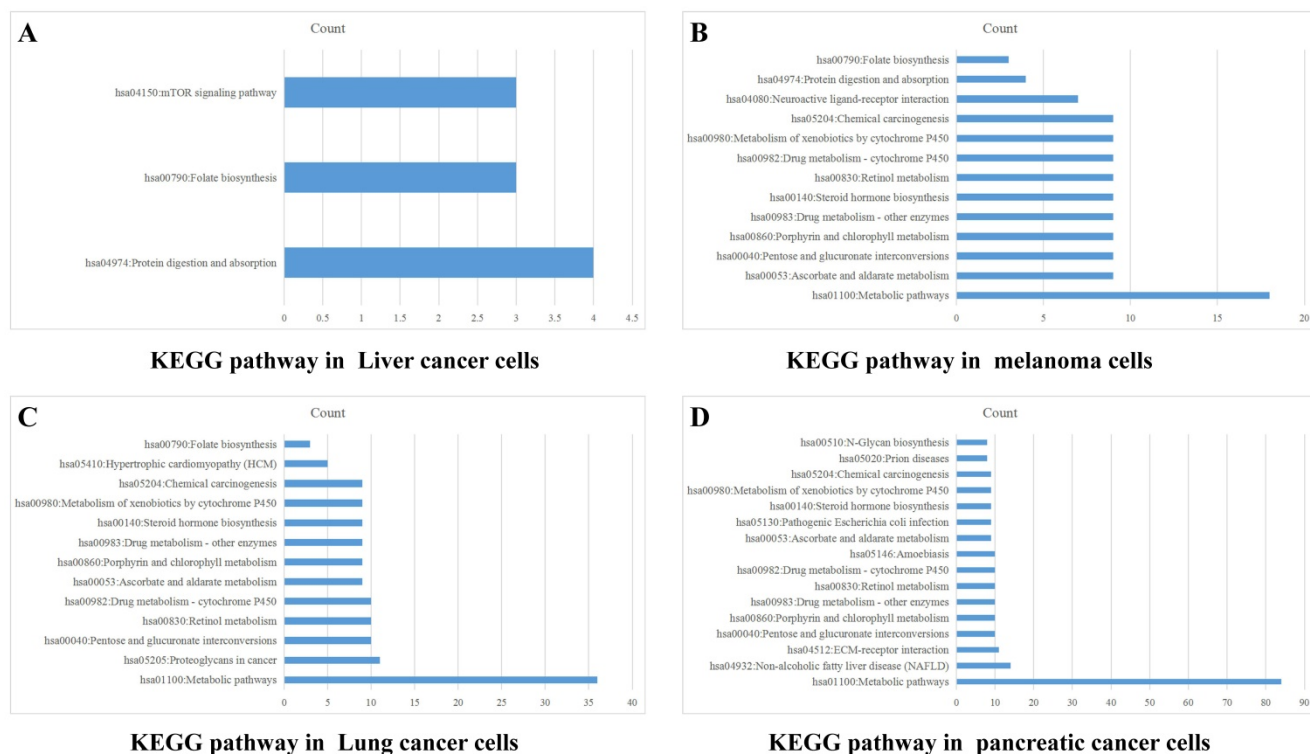 A
Count
hsa04150:mTOR signaling pathway
hsa00790:Folate biosynthesis
hsa04974:Protein digestion and absorption
0 0.5 1 1.5 2 2.5 3 3.5 4 4.5
KEGG pathway in Liver cancer cells
B
Count
hsa00790:Folate biosynthesis
hsa04974:Protein digestion and absorption
hsa04080:Neuroactive ligand-receptor interaction
hsa05204:Chemical carcinogenesis
hsa00980:Metabolism of xenobiotics by cytochrome P450
hsa00982:Drug metabolism - cytochrome P450
hsa00830:Retinol metabolism
hsa00140:Steroid hormone biosynthesis
hsa00983:Drug metabolism - other enzymes
hsa00860:Porphyrin and chlorophyll metabolism
hsa00040:Pentose and glucuronate interconversions
hsa00053:Ascorbate and aldarate metabolism
hsa01100:Metabolic pathways
0 5 10 15 20
KEGG pathway in melanoma cells
C
Count
hsa00790:Folate biosynthesis
hsa05410:Hypertrophic cardiomyopathy (HCM)
hsa05204:Chemical carcinogenesis
hsa00980:Metabolism of xenobiotics by cytochrome P450
hsa00140:Steroid hormone biosynthesis
hsa00983:Drug metabolism - other enzymes
hsa00860:Porphyrin and chlorophyll metabolism
hsa00053:Ascorbate and aldarate metabolism
hsa00982:Drug metabolism - cytochrome P450
hsa00830:Retinol metabolism
hsa00040:Pentose and glucuronate interconversions
hsa05205:Proteoglycans in cancer
hsa01100:Metabolic pathways
0 5 10 15 20 25 30 35 40
KEGG pathway in Lung cancer cells
D
Count
hsa00510:N-Glycan biosynthesis
hsa05020:Prion diseases
hsa05204:Chemical carcinogenesis
hsa00980:Metabolism of xenobiotics by cytochrome P450
hsa00140:Steroid hormone biosynthesis
hsa05130:Pathogenic Escherichia coli infection
hsa00053:Ascorbate and aldarate metabolism
hsa05146:Amoebiasis
hsa00982:Drug metabolism - cytochrome P450
hsa00830:Retinol metabolism
hsa00983:Drug metabolism - other enzymes
hsa00860:Porphyrin and chlorophyll metabolism
hsa00040:Pentose and glucuronate interconversions
hsa04512:ECM-receptor interaction
hsa04932:Non-alcoholic fatty liver disease (NAFLD)
hsa01100:Metabolic pathways
0 10 20 30 40 50 60 70 80 90
KEGG pathway in pancreatic cancer cells